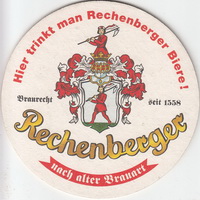 Hier trinkt man Rechenberger Biere!
Braurecht seit 1558
Rechenberger
nach alter Brauart